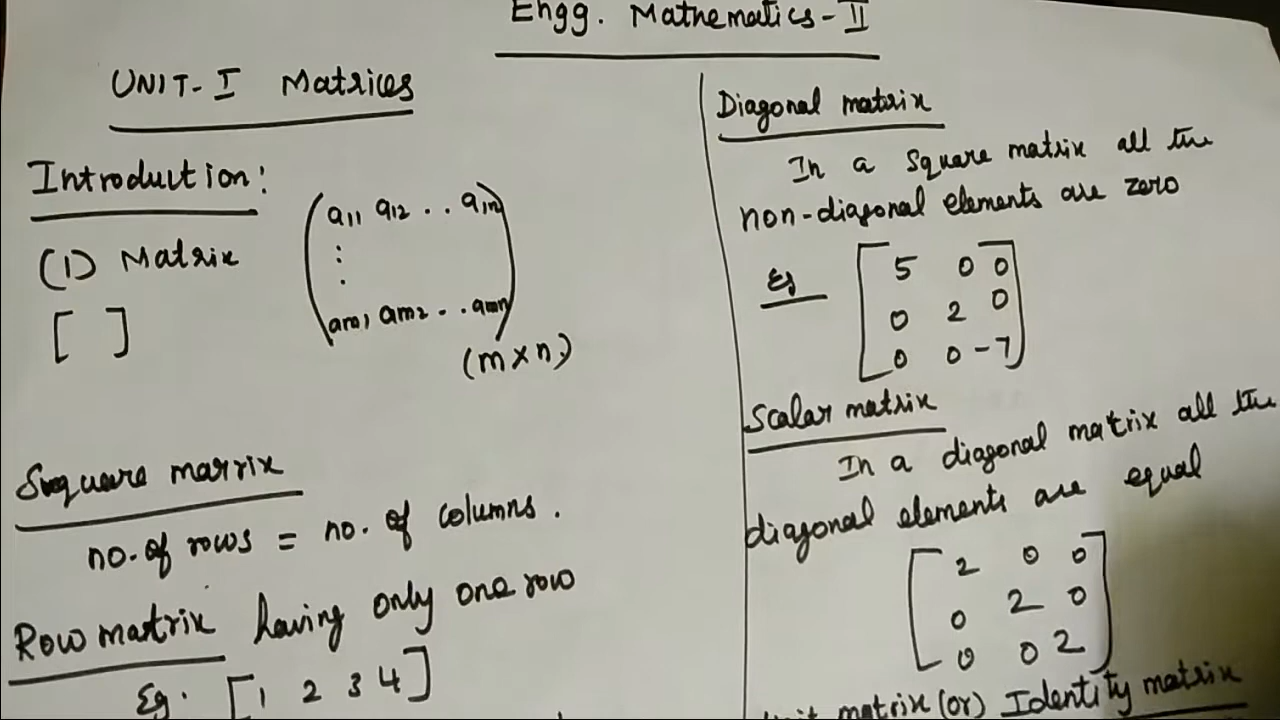 Engg. Mathematics-II
UNIT-I Matrices
Introduction:
(1) Matrix
[ ]
a11 a12 .. a1n
:
.
am1 am2 .. amn
(m×n)
Square marrix
no. of rows = no. of columns.
Row matrix having only one row
Eg. [1 2 3 4]
Diagonal matrix
In a square matrix all the
non-diagonal elements are zero
Eg
5 0 0
0 2 0
0 0 -7
Scalar matrix
In a diagonal matrix all the
diagonal elements are equal
2 0 0
0 2 0
0 0 2
matrix (or) Identity matrix